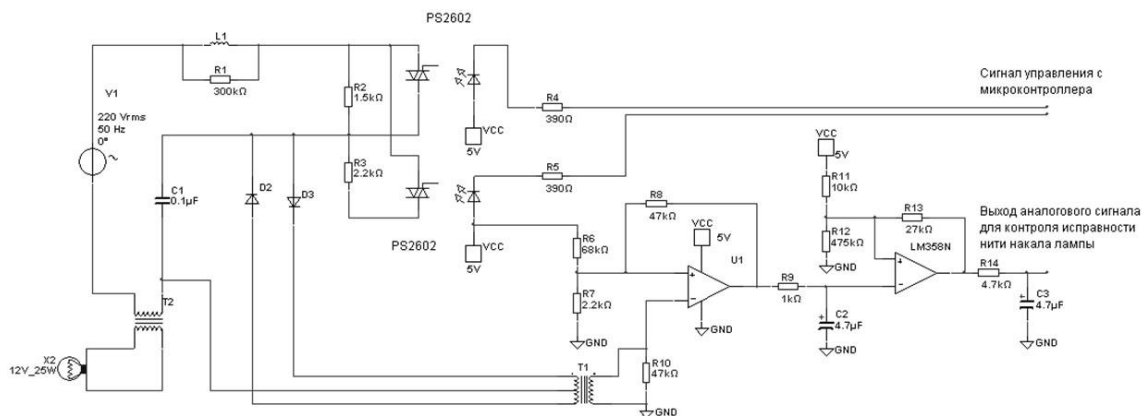 PS2602
L1
R1
300kΩ
V1
220 Vrms
50 Hz
0°
R2
1.5kΩ
R4
390Ω
VCC
5V
Сигнал управления с
микроконтроллера
C1
0.1µF
D2
D3
R3
2.2kΩ
R5
390Ω
VCC
5V
R11
10kΩ
PS2602
VCC
5V
R6
68kΩ
R8
47kΩ
VCC
5V
U1
R12
475kΩ
GND
R13
27kΩ
LM358N
Выход аналогового сигнала
для контроля исправности
нити накала лампы
R7
2.2kΩ
GND
GND
R9
1kΩ
C2
4.7µF
GND
R14
4.7kΩ
C3
4.7µF
GND
T2
X2
12V_25W
T1
R10
47kΩ
GND